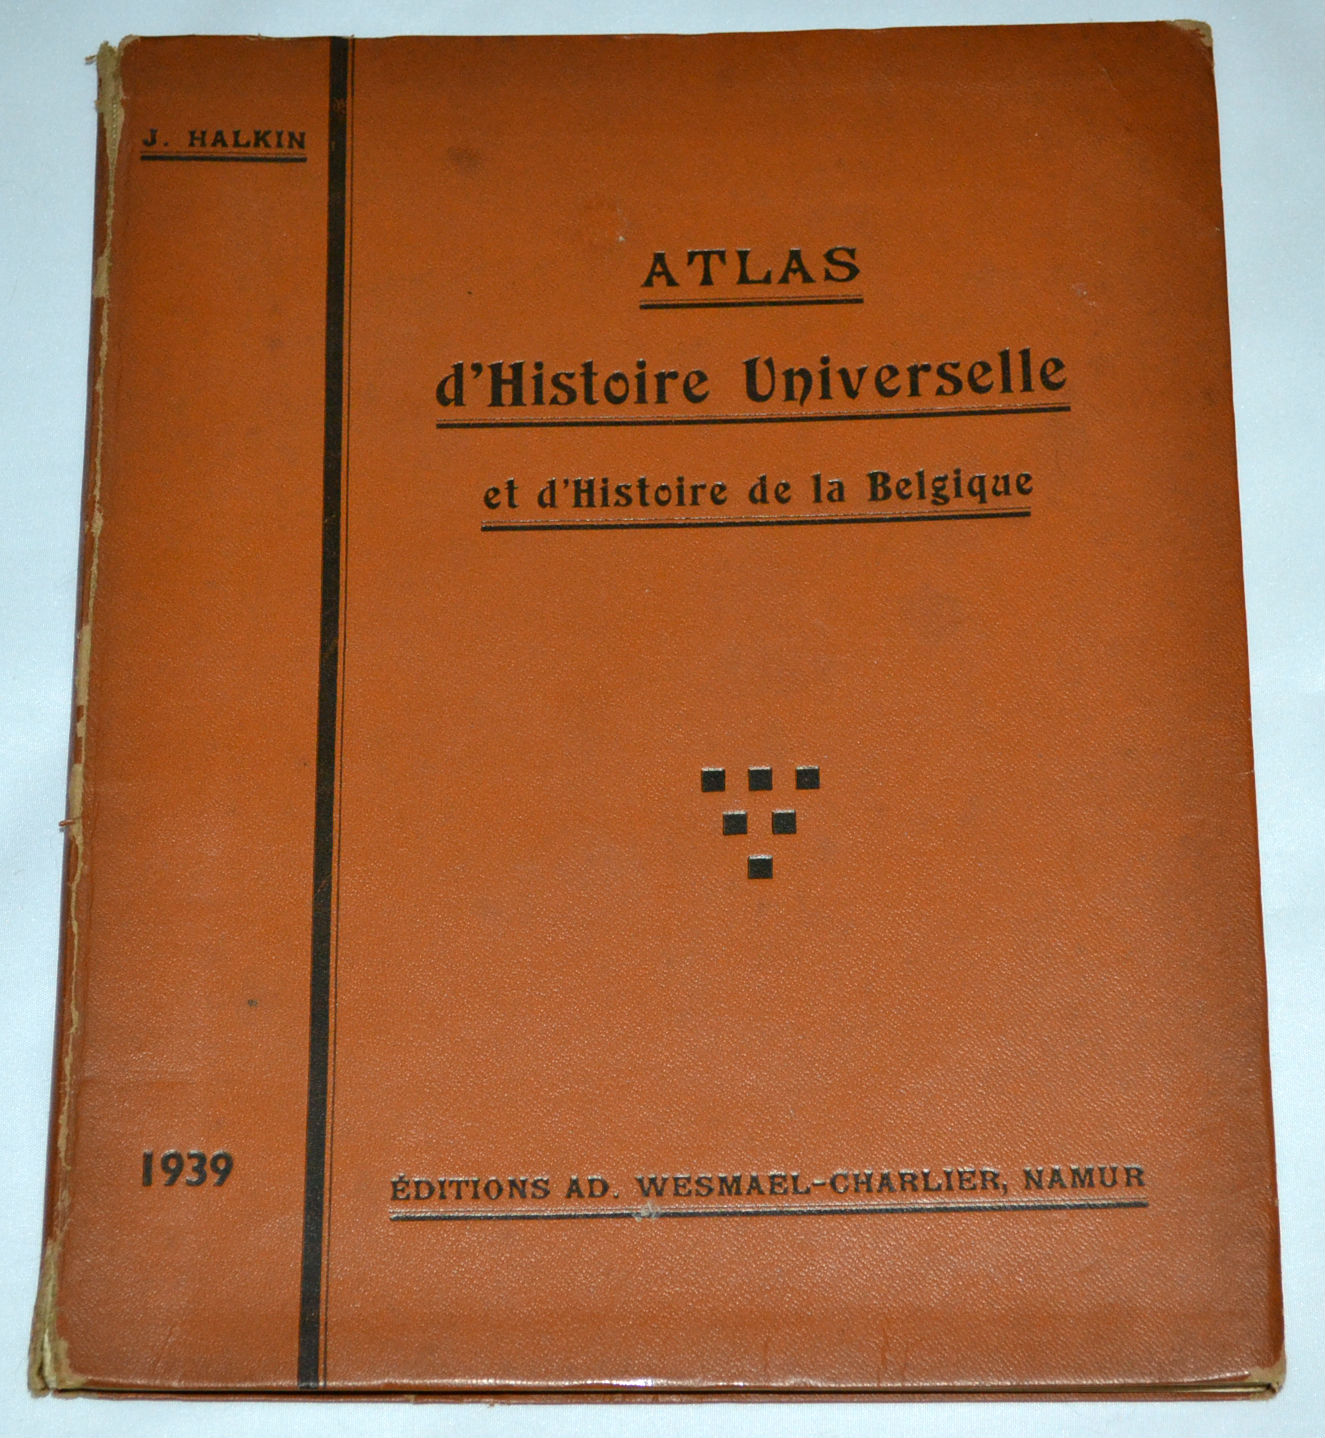 J. HALKIN
ATLAS
d'Histoire Universelle
et d'Histoire de la Belgique
1939
ÉDITIONS AD. WESMAEL-CHARLIER, NAMUR